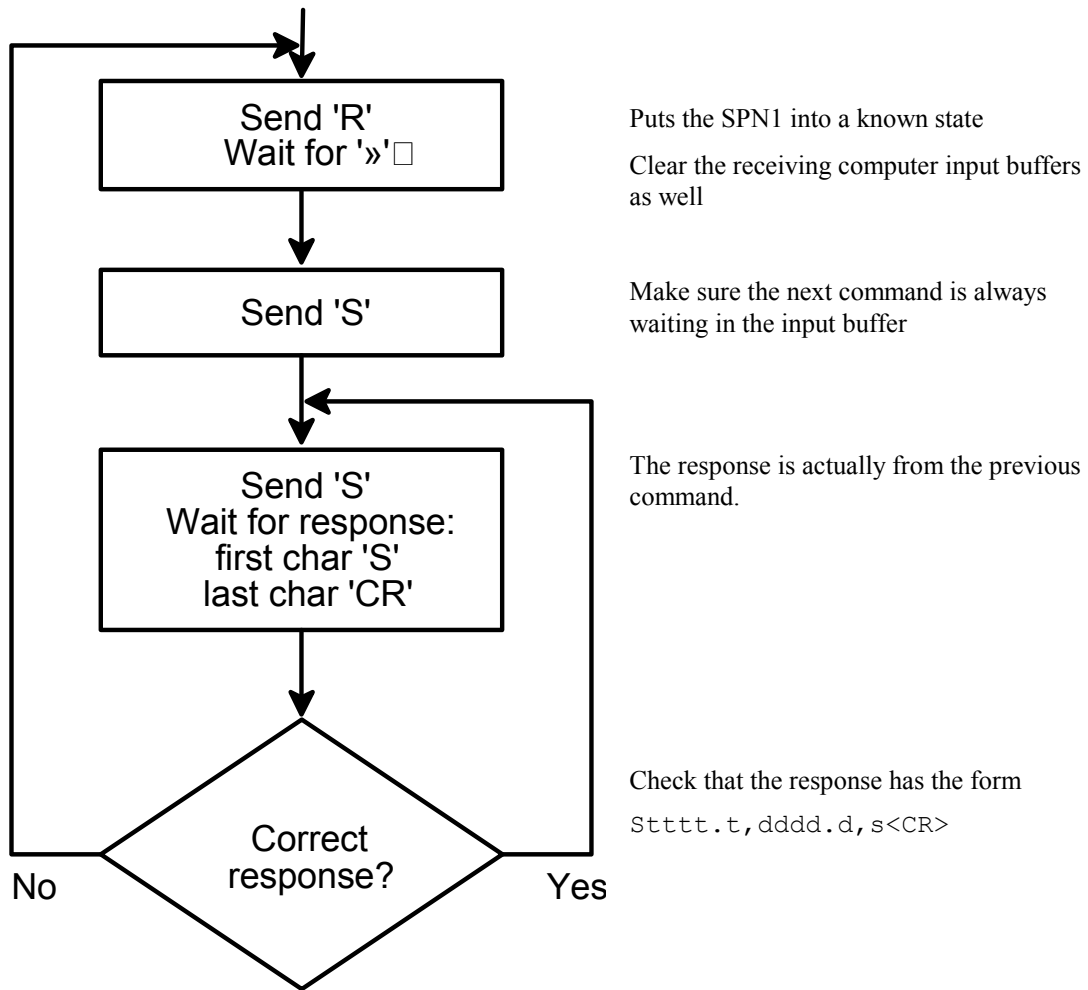 Send 'R'
Wait for '»'□
Puts the SPN1 into a known state
Clear the receiving computer input buffers
as well
Send 'S'
Make sure the next command is always
waiting in the input buffer
Send 'S'
Wait for response:
first char 'S'
last char 'CR'
The response is actually from the previous
command.
Correct
response?
No
Yes
Check that the response has the form
Stttt.t,dddd.d,s<CR>